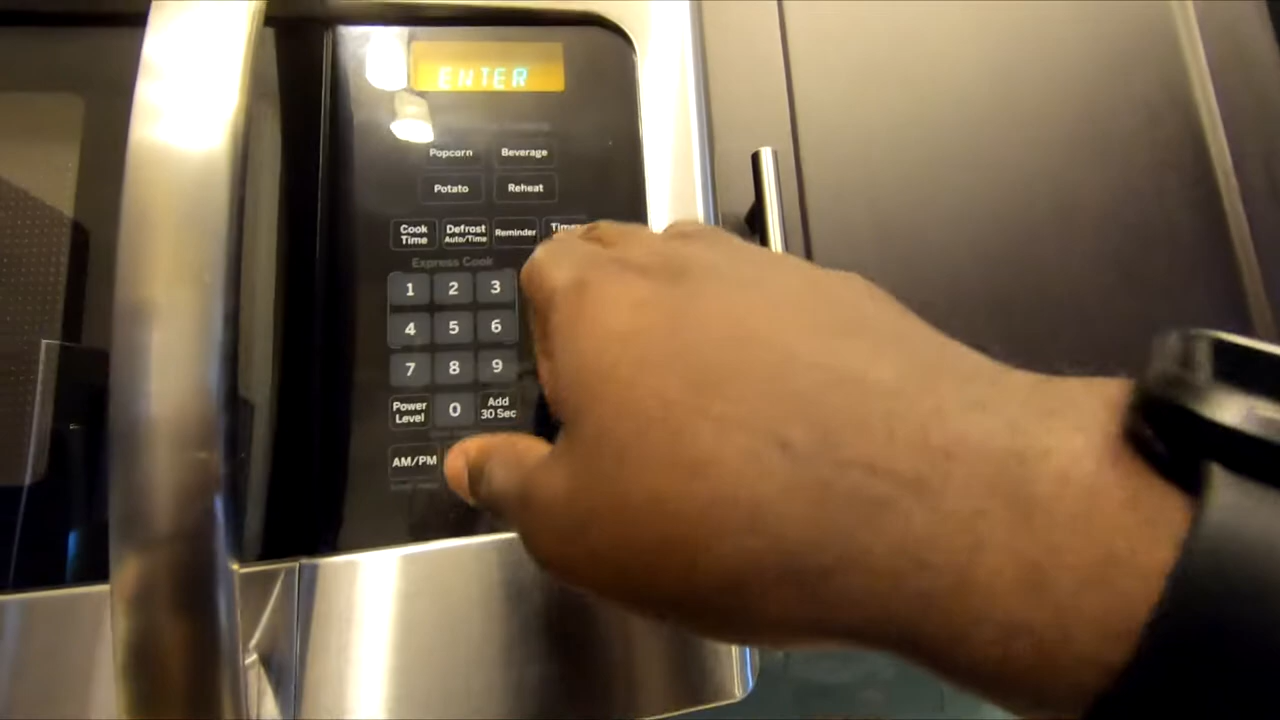 ENTER
Popcorn Beverage
Potato Reheat
Cook Time Defrost Auto/Time Reminder Timer
Express Cook
1 2 3
4 5 6
7 8 9
Power Level 0 Add 30 Sec
AM/PM